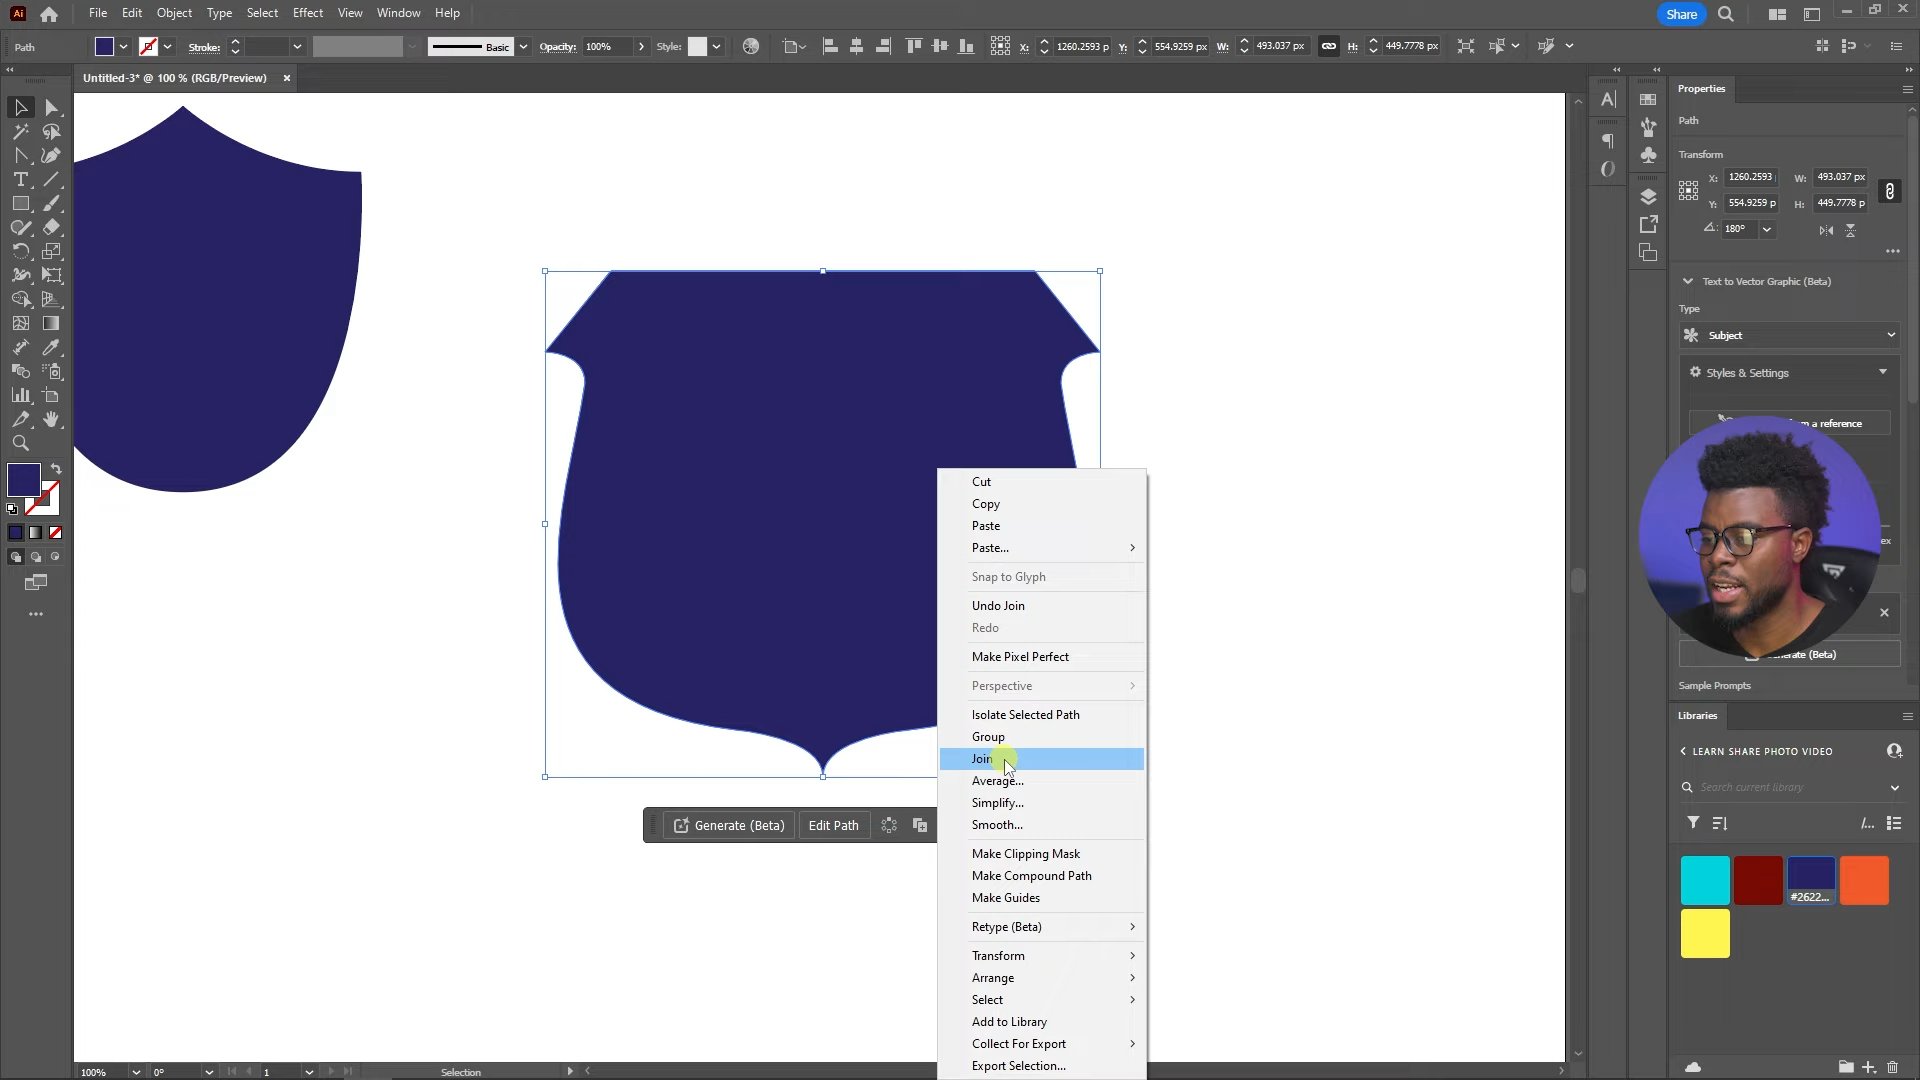 Ai File Edit Object Type Select Effect View Window Help Share
Path Stroke: Basic Opacity: 100% Style: X: 1260.2593 p Y: 554.9259 px W: 493.037 px H: 449.7778 px
Untitled-3* @ 100 % (RGB/Preview)
Properties
Path
Transform
X: 1260.2593 W: 493.037 px
Y: 554.9259 p H: 449.7778 p
180°
Text to Vector Graphic (Beta)
Type
Subject
Styles & Settings
m a reference
ex
Generate (Beta)
Sample Prompts
Libraries
LEARN SHARE PHOTO VIDEO
Search current library
#2622...
Cut
Copy
Paste
Paste...
Snap to Glyph
Undo Join
Redo
Make Pixel Perfect
Perspective
Isolate Selected Path
Group
Join
Average...
Simplify...
Smooth...
Make Clipping Mask
Make Compound Path
Make Guides
Retype (Beta)
Transform
Arrange
Select
Add to Library
Collect For Export
Export Selection...
Generate (Beta) Edit Path
100% 0° 1 Selection